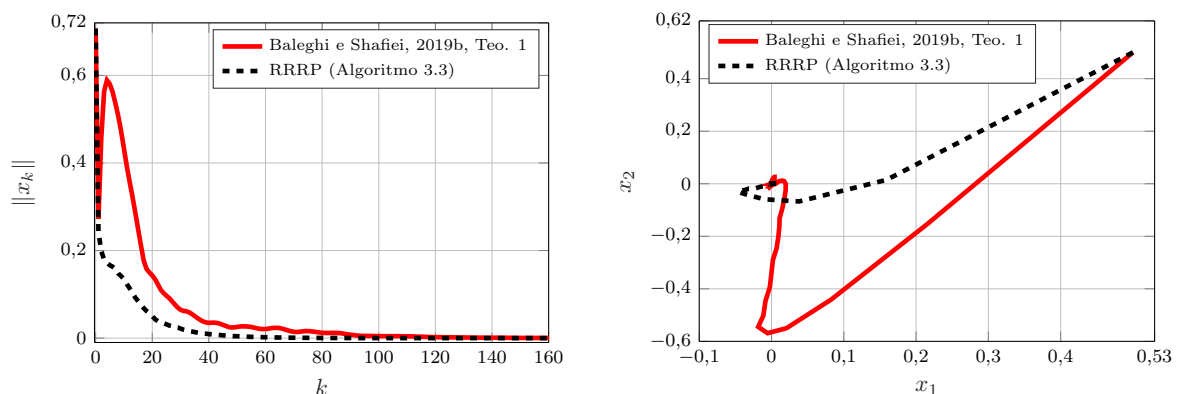 0,72
0,6
0,4
0,2
0
||x_k||
Baleghi e Shafiei, 2019b, Teo. 1
RRRP (Algoritmo 3.3)
0 20 40 60 80 100 120 140 160
k
0,62
0,4
0,2
0
−0,2
−0,4
−0,6
x_2
Baleghi e Shafiei, 2019b, Teo. 1
RRRP (Algoritmo 3.3)
−0,1 0 0,1 0,2 0,3 0,4 0,53
x_1